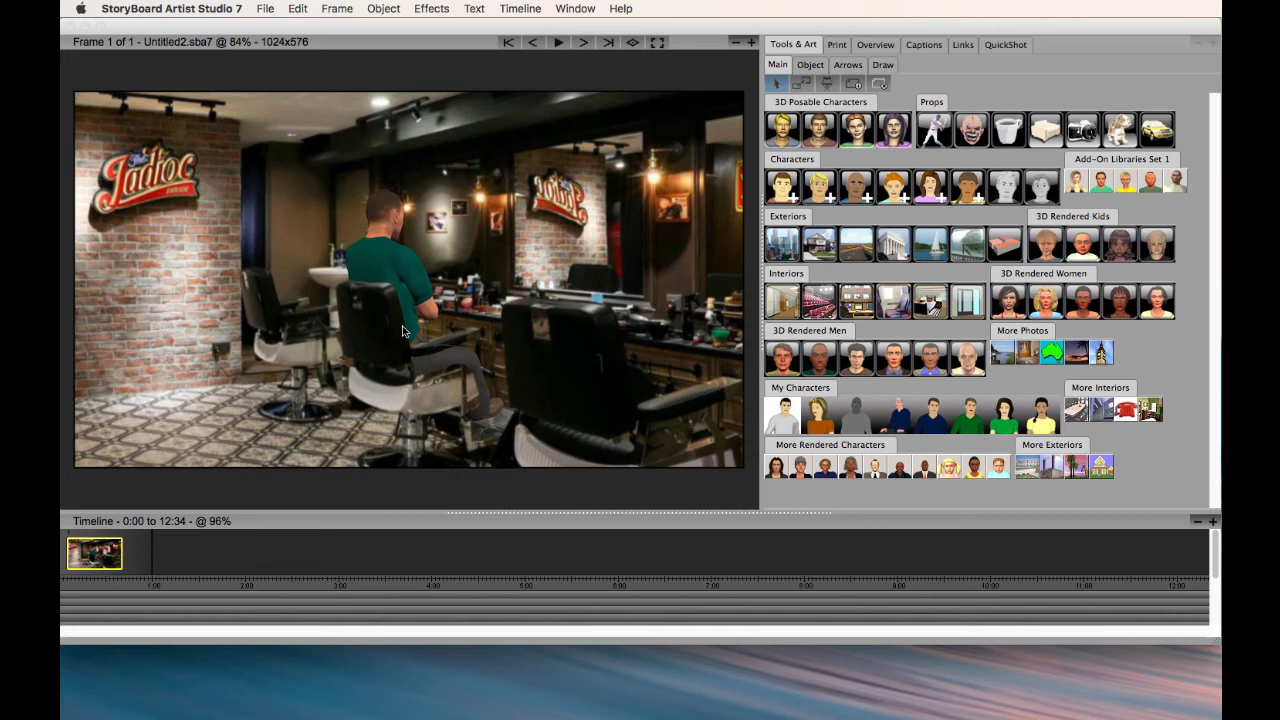 StoryBoard Artist Studio 7 File Edit Frame Object Effects Text Timeline Window Help
Frame 1 of 1 - Untitled2.sba7 @ 84% - 1024x576
Tools & Art Print Overview Captions Links QuickShot
Main Object Arrows Draw
3D Posable Characters Props
Characters Add-On Libraries Set 1
Exteriors 3D Rendered Kids
Interiors 3D Rendered Women
3D Rendered Men More Photos
My Characters More Interiors
More Rendered Characters More Exteriors
Timeline - 0:00 to 12:34 - @ 96%
1:00 2:00 3:00 4:00 5:00 6:00 7:00 8:00 9:00 10:00 11:00 12:00